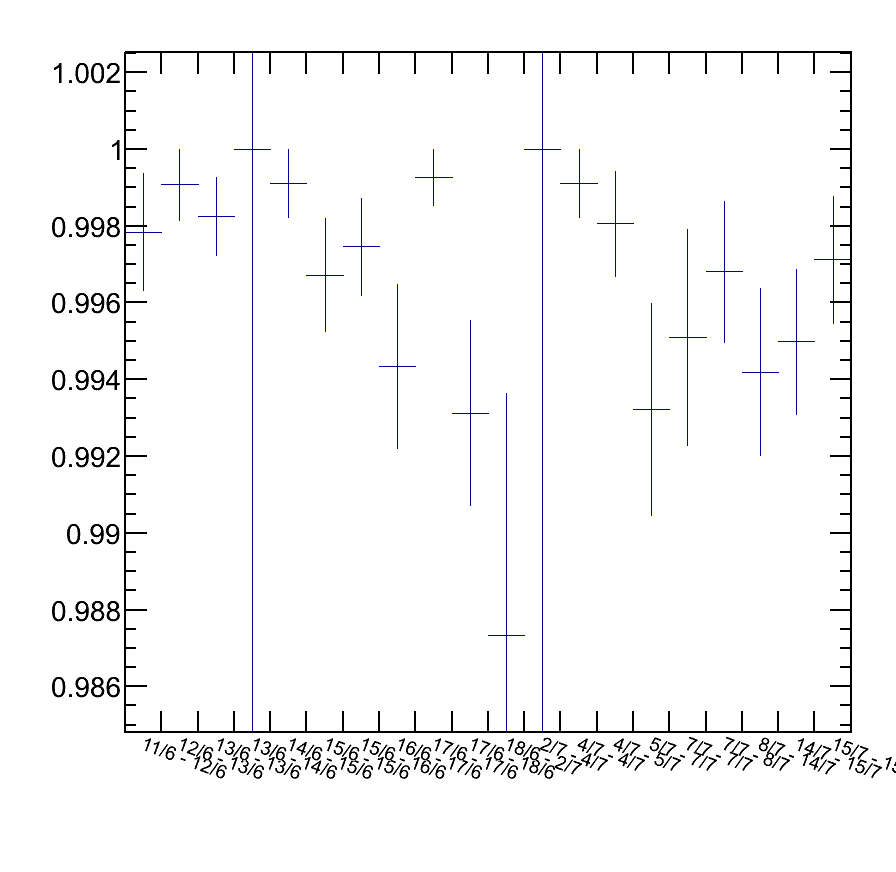 1.002
1
0.998
0.996
0.994
0.992
0.99
0.988
0.986
11/6 - 12/6
12/6 - 13/6
13/6 - 13/6
13/6 - 14/6
14/6 - 15/6
15/6 - 15/6
15/6 - 16/6
16/6 - 17/6
17/6 - 17/6
17/6 - 18/6
18/6 - 2/7
2/7 - 4/7
4/7 - 4/7
4/7 - 5/7
5/7 - 7/7
7/7 - 7/7
7/7 - 8/7
8/7 - 14/7
14/7 - 15/7
15/7 - 15